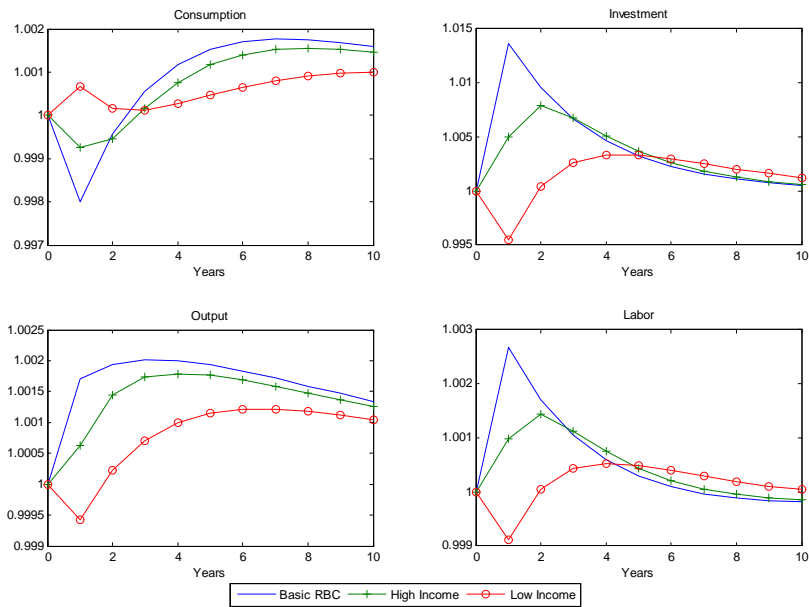 Consumption
1.002
1.001
1
0.999
0.998
0.997
0 2 4 6 8 10
Years
Investment
1.015
1.01
1.005
1
0.995
0 2 4 6 8 10
Years
Output
1.0025
1.002
1.0015
1.001
1.0005
1
0.9995
0.999
0 2 4 6 8 10
Years
Labor
1.003
1.002
1.001
1
0.999
0 2 4 6 8 10
Years
Basic RBC High Income Low Income